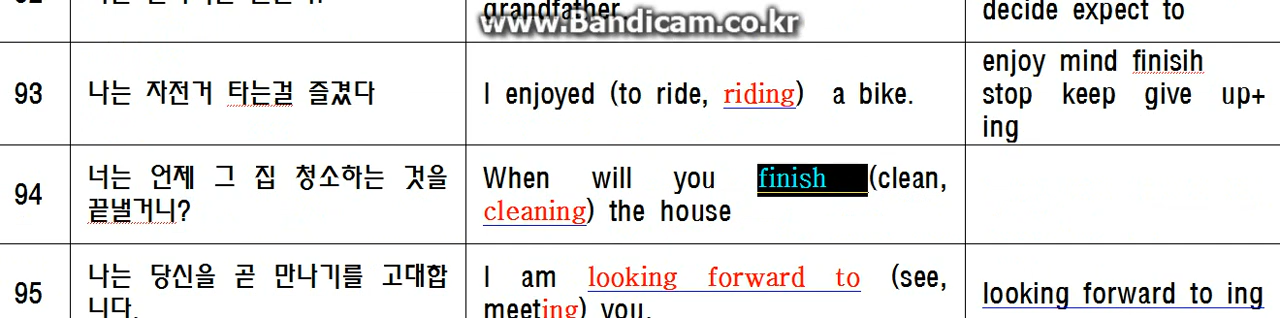 grandfather.
decide expect to
www.Bandicam.co.kr
93
나는 자전거 타는걸 즐겼다
I enjoyed (to ride, riding) a bike.
enjoy mind finisih
stop keep give up+
ing
94
너는 언제 그 집 청소하는 것을
끝낼거니?
When will you finish (clean,
cleaning) the house
95
나는 당신을 곧 만나기를 고대합
니다.
I am looking forward to (see,
meeting) you.
looking forward to ing